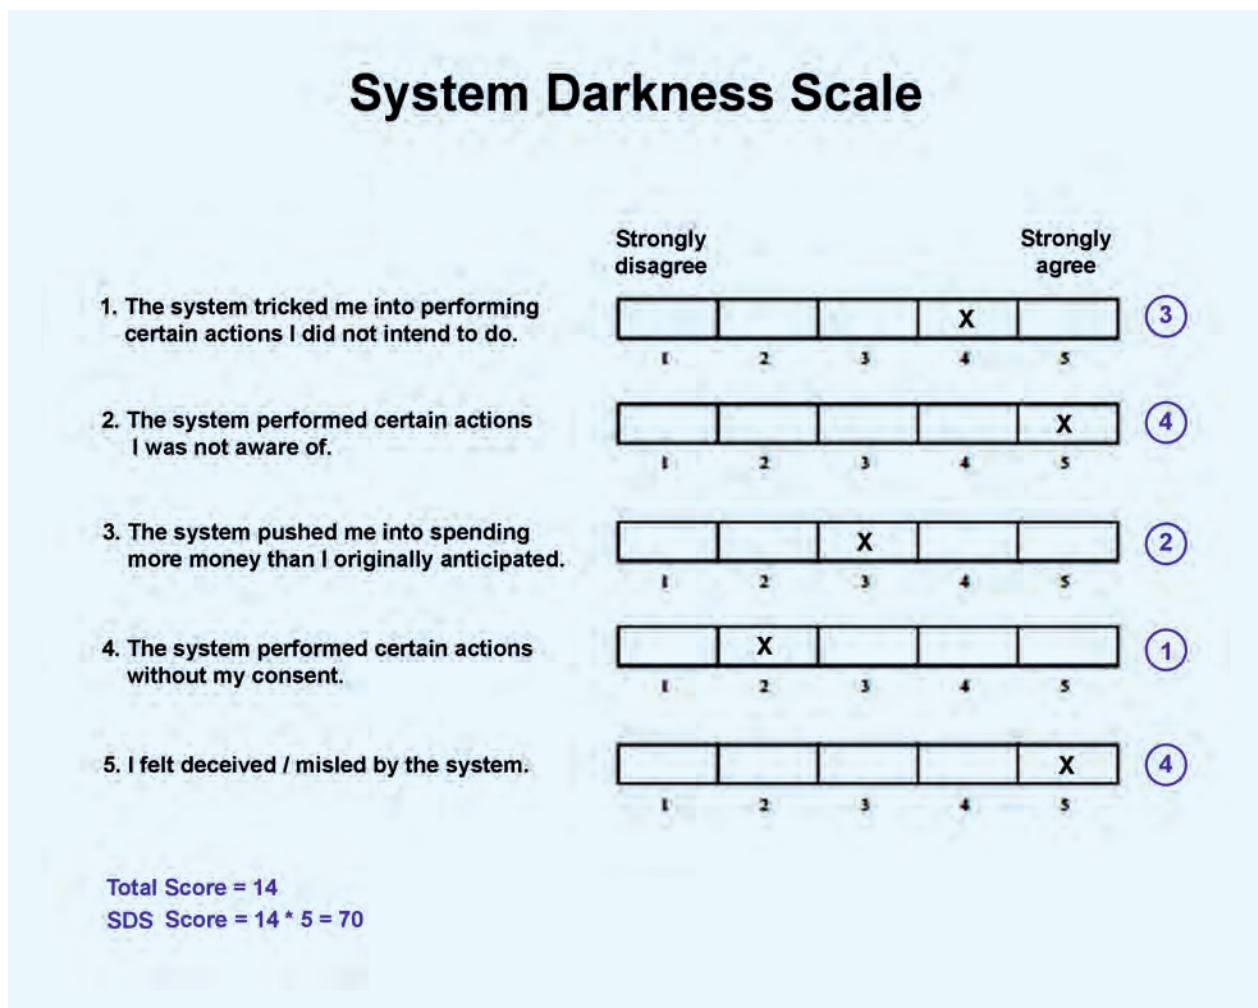 System Darkness Scale
Strongly disagree
Strongly agree
1. The system tricked me into performing
certain actions I did not intend to do.
X
3
1 2 3 4 5
2. The system performed certain actions
I was not aware of.
X
4
1 2 3 4 5
3. The system pushed me into spending
more money than I originally anticipated.
X
2
1 2 3 4 5
4. The system performed certain actions
without my consent.
X
1
1 2 3 4 5
5. I felt deceived / misled by the system.
X
4
1 2 3 4 5
Total Score = 14
SDS Score = 14 * 5 = 70